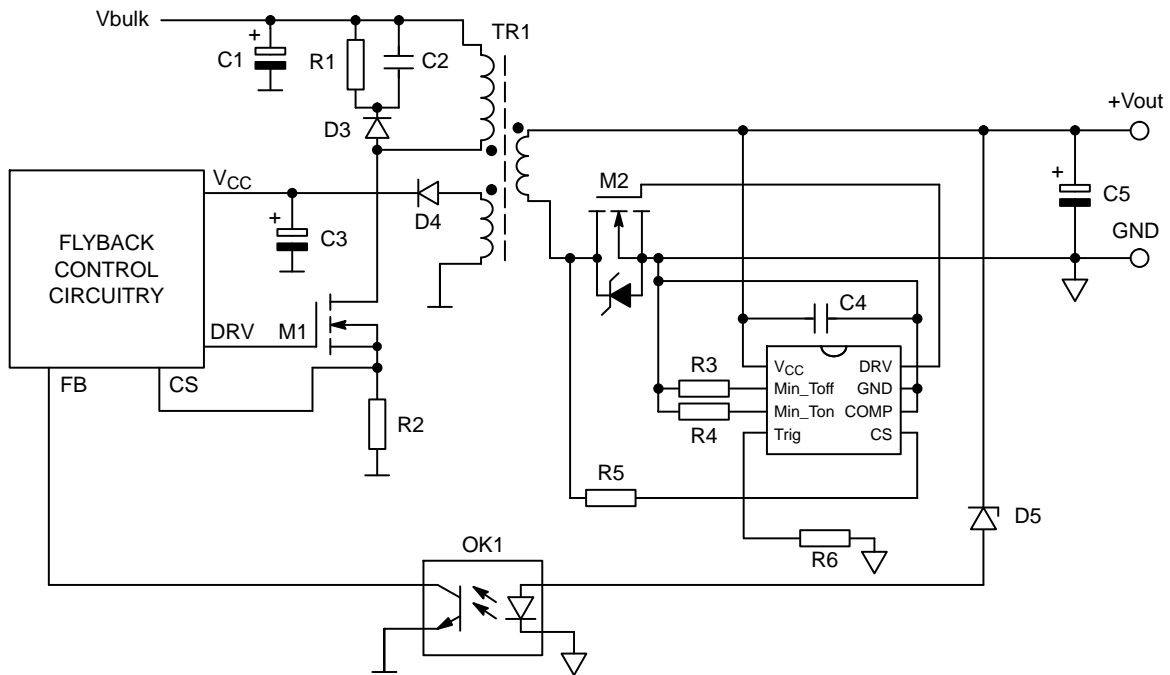 Vbulk
TR1
C1
R1
C2
D3
+Vout
VCC
M2
D4
C5
C3
GND
FLYBACK
CONTROL
CIRCUITRY
C4
DRV
M1
VCC
DRV
R3
Min_Toff
GND
FB
CS
Min_Ton
COMP
R2
R4
Trig
CS
R5
D5
OK1
R6